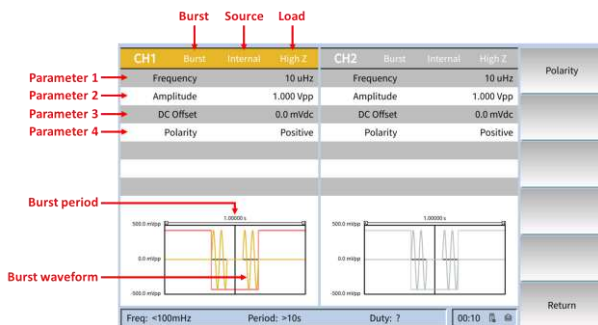 Burst Source Load
CH1 Burst Internal High Z CH2 Burst Internal High Z
Polarity
Parameter 1 Frequency 10 uHz Frequency 10 uHz
Parameter 2 Amplitude 1.000 Vpp Amplitude 1.000 Vpp
Parameter 3 DC Offset 0.0 mVdc DC Offset 0.0 mVdc
Parameter 4 Polarity Positive Polarity Positive
Burst period
1.00000 s 1.00000 s
500.0 mVpp 500.0 mVpp
0.0 mVpp 0.0 mVpp
Burst waveform
-500.0 mVpp -500.0 mVpp
Return
Freq: <100mHz Period: >10s Duty: ? 00:10